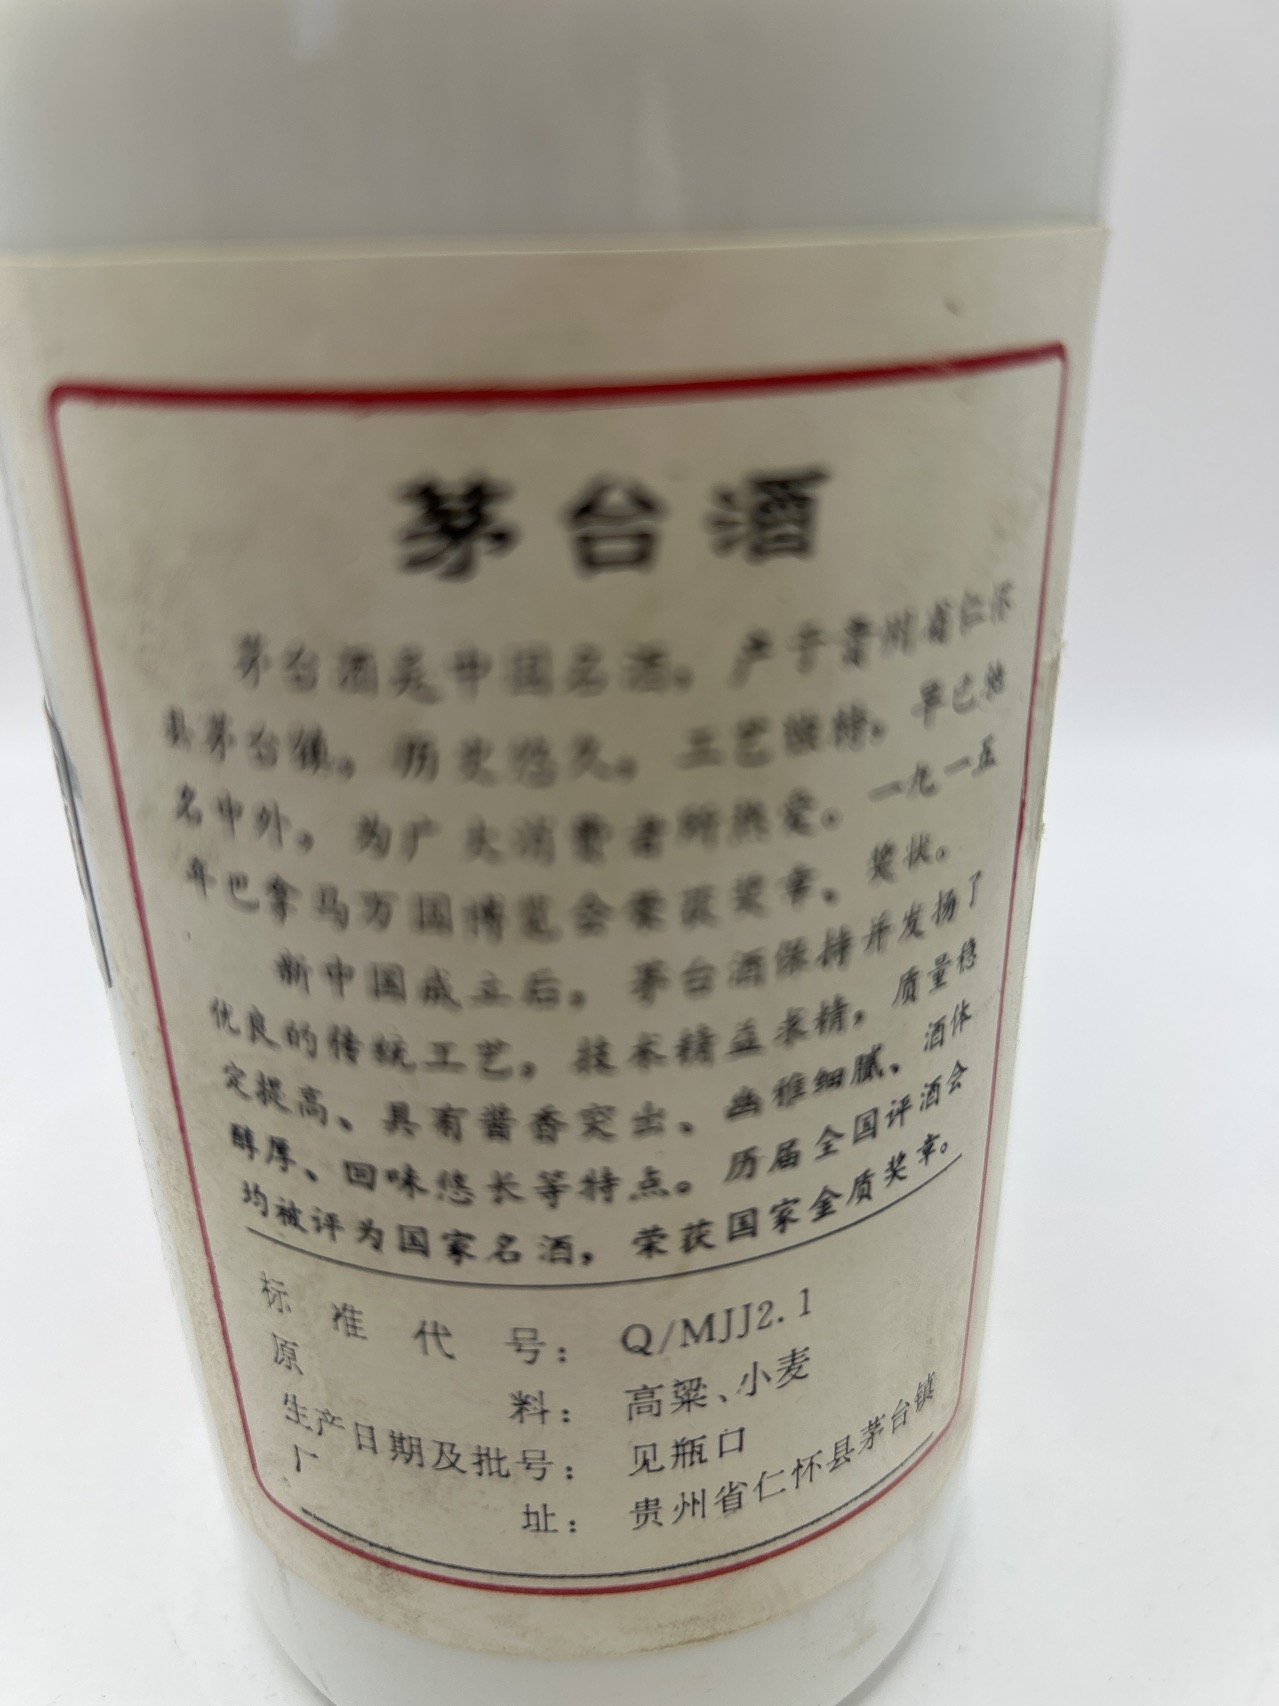 茅台酒
茅台酒是中国名酒。产于贵州省仁怀
县茅台镇。历史悠久。工艺独特。早已驰
名中外。为广大消费者所热爱。一九一五
年巴拿马万国博览会荣获奖章、奖状。
新中国成立后，茅台酒保持并发扬了
优良的传统工艺，技术精益求精，质量稳
定提高、具有酱香突出、幽雅细腻、酒体
醇厚、回味悠长等特点。历届全国评酒会
均被评为国家名酒，荣获国家金质奖章。
标准代号：Q/MJJ2.1
原料：高粱、小麦
生产日期及批号：见瓶口
厂址：贵州省仁怀县茅台镇